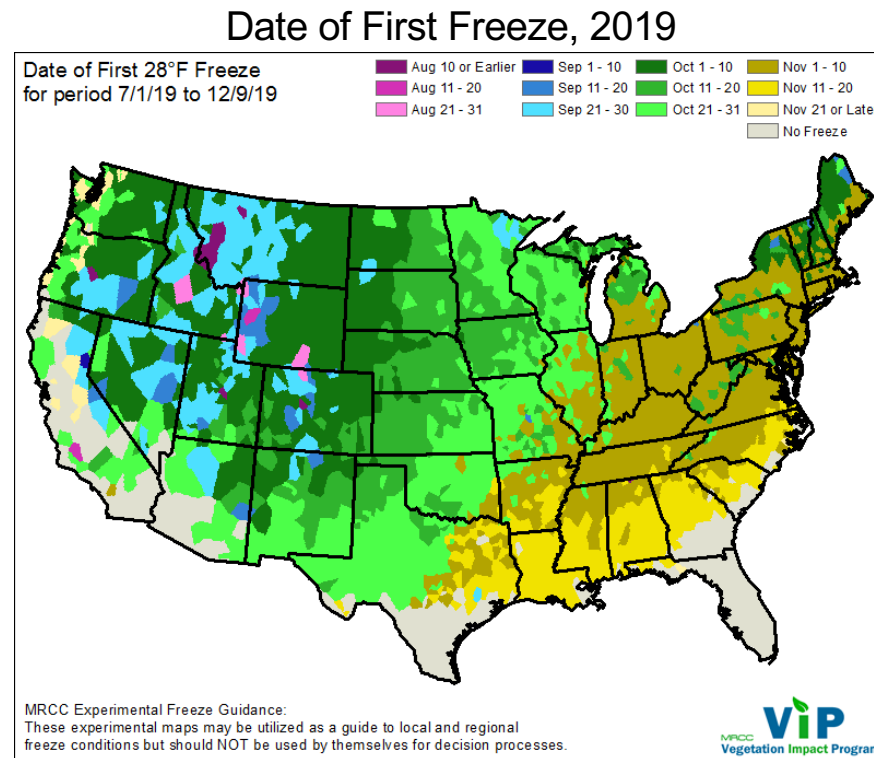 Date of First Freeze, 2019
Date of First 28°F Freeze
for period 7/1/19 to 12/9/19
Aug 10 or Earlier
Aug 11 - 20
Aug 21 - 31
Sep 1 - 10
Sep 11 - 20
Sep 21 - 30
Oct 1 - 10
Oct 11 - 20
Oct 21 - 31
Nov 1 - 10
Nov 11 - 20
Nov 21 or Late
No Freeze
MRCC Experimental Freeze Guidance:
These experimental maps may be utilized as a guide to local and regional
freeze conditions but should NOT be used by themselves for decision processes.
MRCC ViP
Vegetation Impact Program